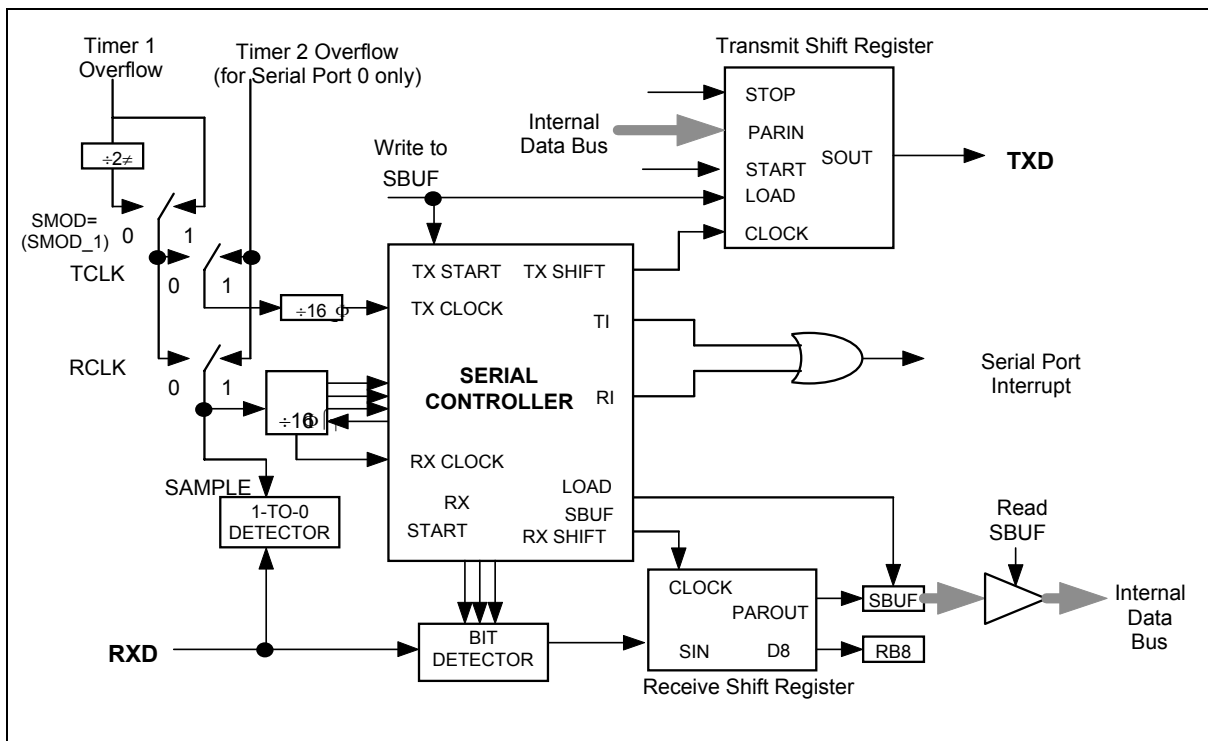 Timer 1
Overflow
Timer 2 Overflow
(for Serial Port 0 only)
÷2≠
SMOD=
(SMOD_1)
0
1
TCLK
0
1
÷16
RCLK
0
1
÷16
SAMPLE
1-TO-0
DETECTOR
RXD
Write to
SBUF
TX START
TX SHIFT
TX CLOCK
TI
SERIAL
CONTROLLER
RI
RX CLOCK
LOAD
SBUF
RX
START
RX SHIFT
BIT
DETECTOR
Transmit Shift Register
Internal
Data Bus
STOP
PARIN
SOUT
START
LOAD
CLOCK
TXD
Serial Port
Interrupt
CLOCK
PAROUT
SIN
D8
Receive Shift Register
SBUF
RB8
Read
SBUF
Internal
Data
Bus